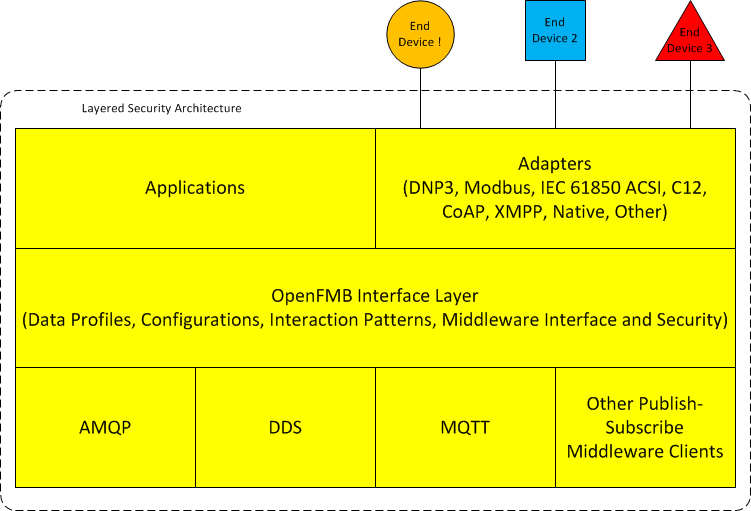 End
Device !
End
Device 2
End
Device 3
Layered Security Architecture
Applications
Adapters
(DNP3, Modbus, IEC 61850 ACSI, C12,
CoAP, XMPP, Native, Other)
OpenFMB Interface Layer
(Data Profiles, Configurations, Interaction Patterns, Middleware Interface and Security)
AMQP
DDS
MQTT
Other Publish-
Subscribe
Middleware Clients